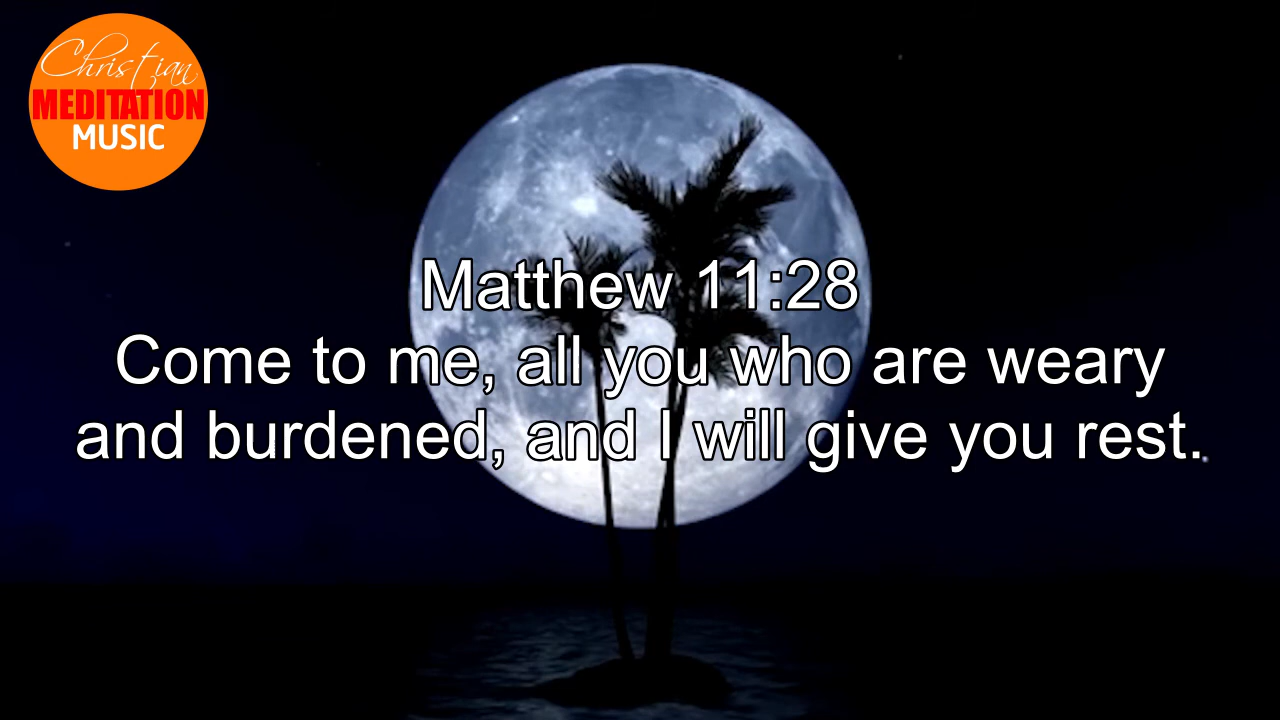 Christian
MEDITATION
MUSIC
Matthew 11:28
Come to me, all you who are weary
and burdened, and I will give you rest.